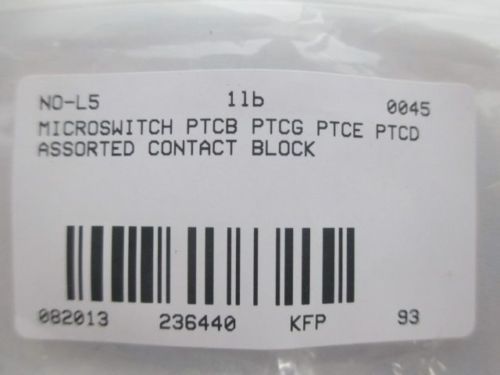 NO-L5 1lb 0045
MICROSWITCH PTCB PTCG PTCE PTCD
ASSORTED CONTACT BLOCK
082013 236440 KFP 93